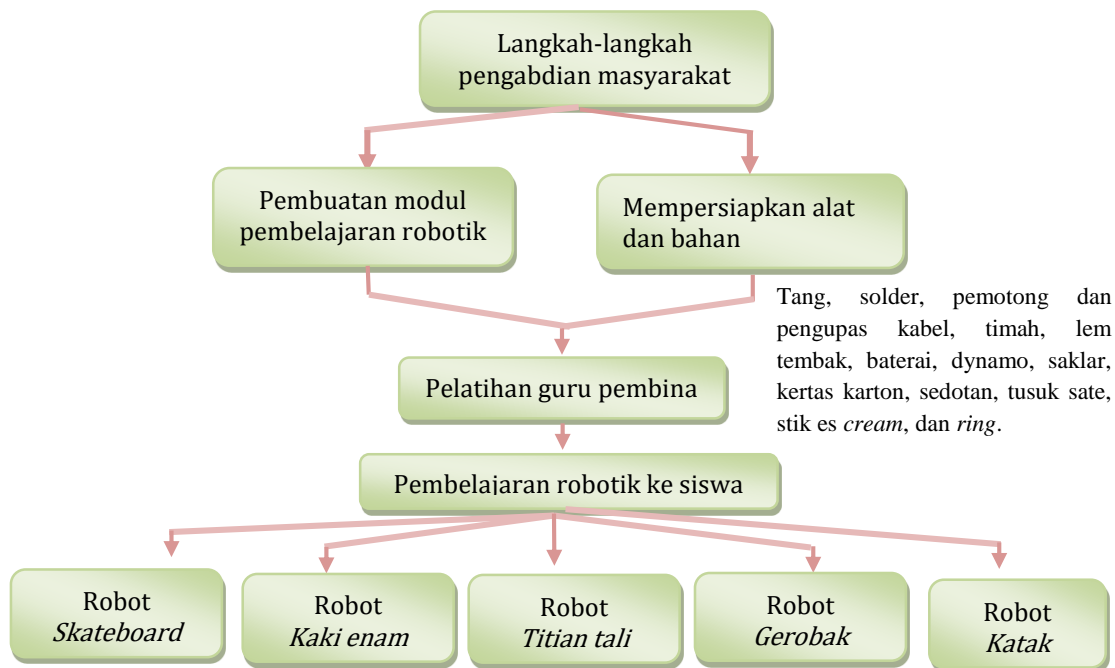 Langkah-langkah
pengabdian masyarakat
Pembuatan modul
pembelajaran robotik
Mempersiapkan alat
dan bahan
Tang, solder, pemotong dan
pengupas kabel, timah, lem
tembak, baterai, dynamo, saklar,
kertas karton, sedotan, tusuk sate,
stik es cream, dan ring.
Pelatihan guru pembina
Pembelajaran robotik ke siswa
Robot
Skateboard
Robot
Kaki enam
Robot
Titian tali
Robot
Gerobak
Robot
Katak